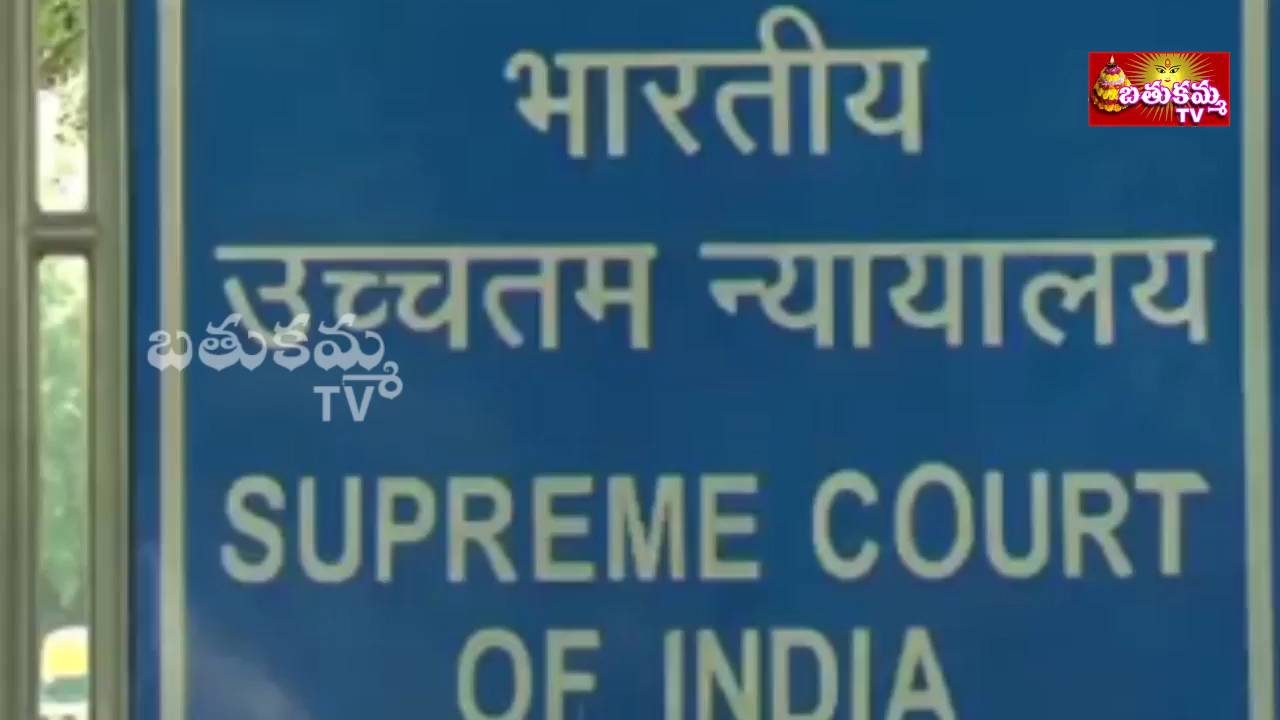 भारतीय
బతుకమ్మ
TV
उच्चतम न्यायालय
బతుకమ్మ
TV
SUPREME COURT
OF INDIA